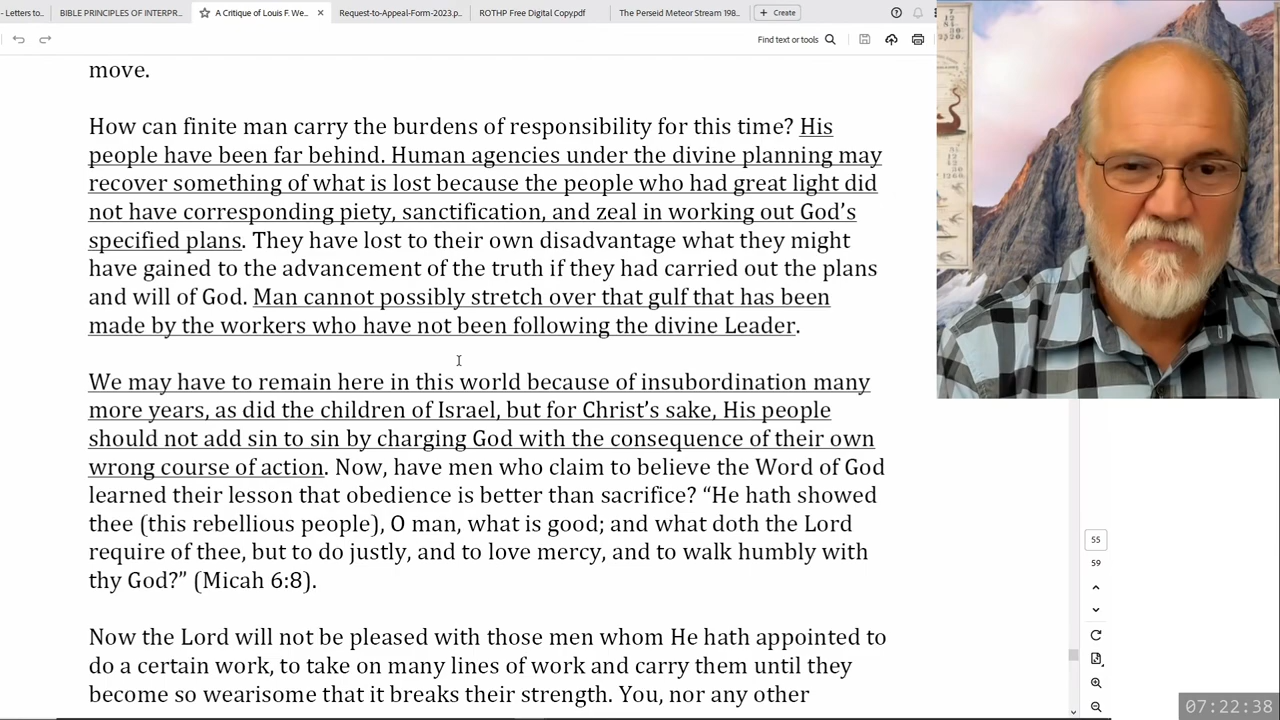 - Letters to...
BIBLE PRINCIPLES OF INTERPR...
A Critique of Louis F. We...
Request-to-Appeal-Form-2023.p...
ROTHP Free Digital Copy.pdf
The Perseid Meteor Stream 198...
+ Create
Find text or tools
move.
How can finite man carry the burdens of responsibility for this time? His
people have been far behind. Human agencies under the divine planning may
recover something of what is lost because the people who had great light did
not have corresponding piety, sanctification, and zeal in working out God’s
specified plans. They have lost to their own disadvantage what they might
have gained to the advancement of the truth if they had carried out the plans
and will of God. Man cannot possibly stretch over that gulf that has been
made by the workers who have not been following the divine Leader.
We may have to remain here in this world because of insubordination many
more years, as did the children of Israel, but for Christ’s sake, His people
should not add sin to sin by charging God with the consequence of their own
wrong course of action. Now, have men who claim to believe the Word of God
learned their lesson that obedience is better than sacrifice? “He hath showed
thee (this rebellious people), O man, what is good; and what doth the Lord
require of thee, but to do justly, and to love mercy, and to walk humbly with
thy God?” (Micah 6:8).
Now the Lord will not be pleased with those men whom He hath appointed to
do a certain work, to take on many lines of work and carry them until they
become so wearisome that it breaks their strength. You, nor any other
55
59
07:22:38